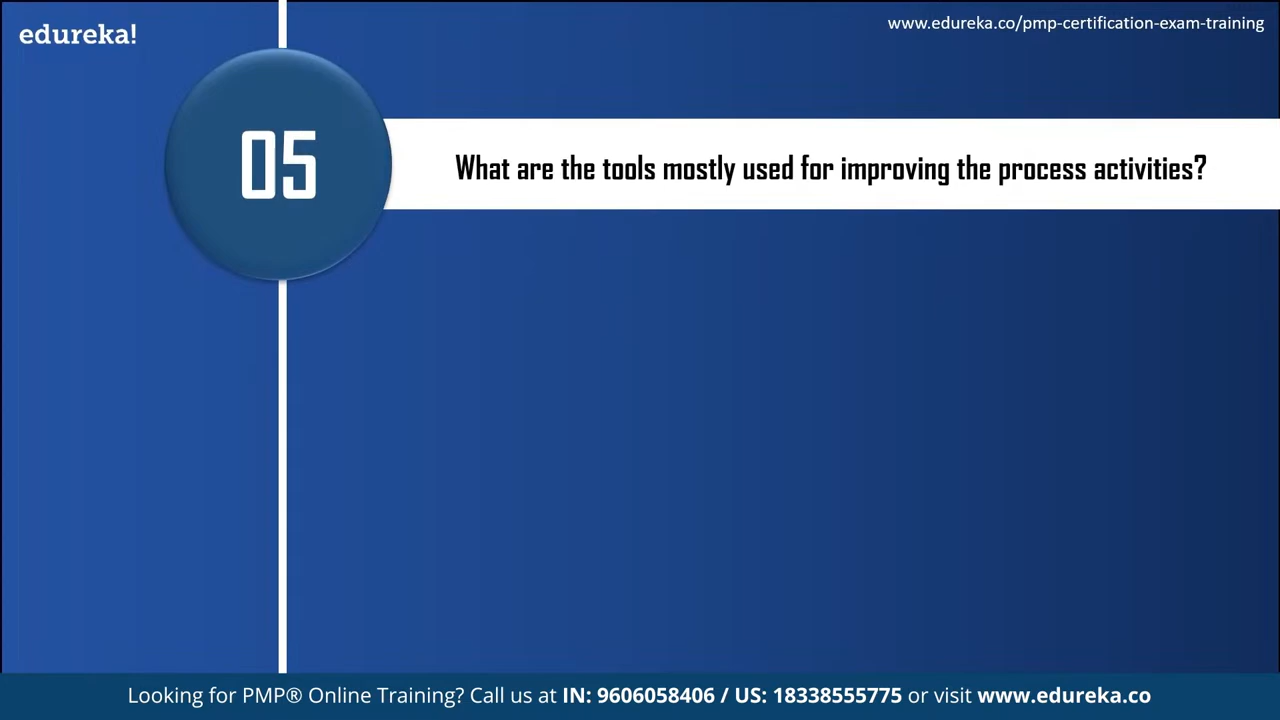 edureka!
www.edureka.co/pmp-certification-exam-training
05
What are the tools mostly used for improving the process activities?
Looking for PMP® Online Training? Call us at IN: 9606058406 / US: 18338555775 or visit www.edureka.co